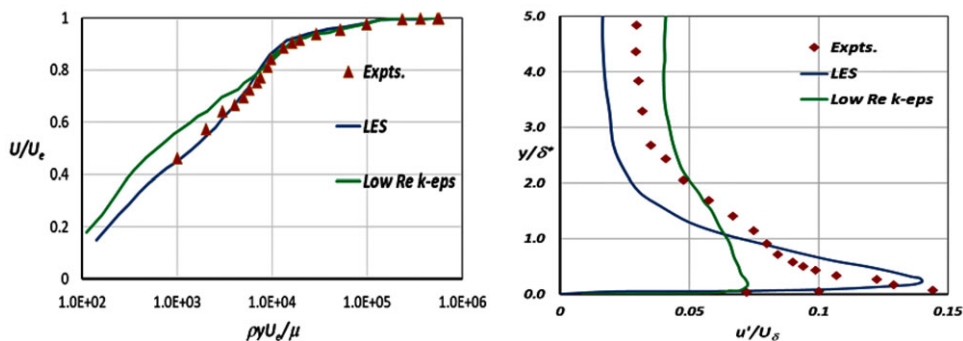 1
0.8
0.6
0.4
0.2
0
U/Uₑ
1.0E+02 1.0E+03 1.0E+04 1.0E+05 1.0E+06
ρyUₑ/μ
Expts.
LES
Low Re k-eps
5.0
4.0
3.0
2.0
1.0
0.0
y/δ*
0 0.05 0.1 0.15
u'/U_δ
Expts.
LES
Low Re k-eps